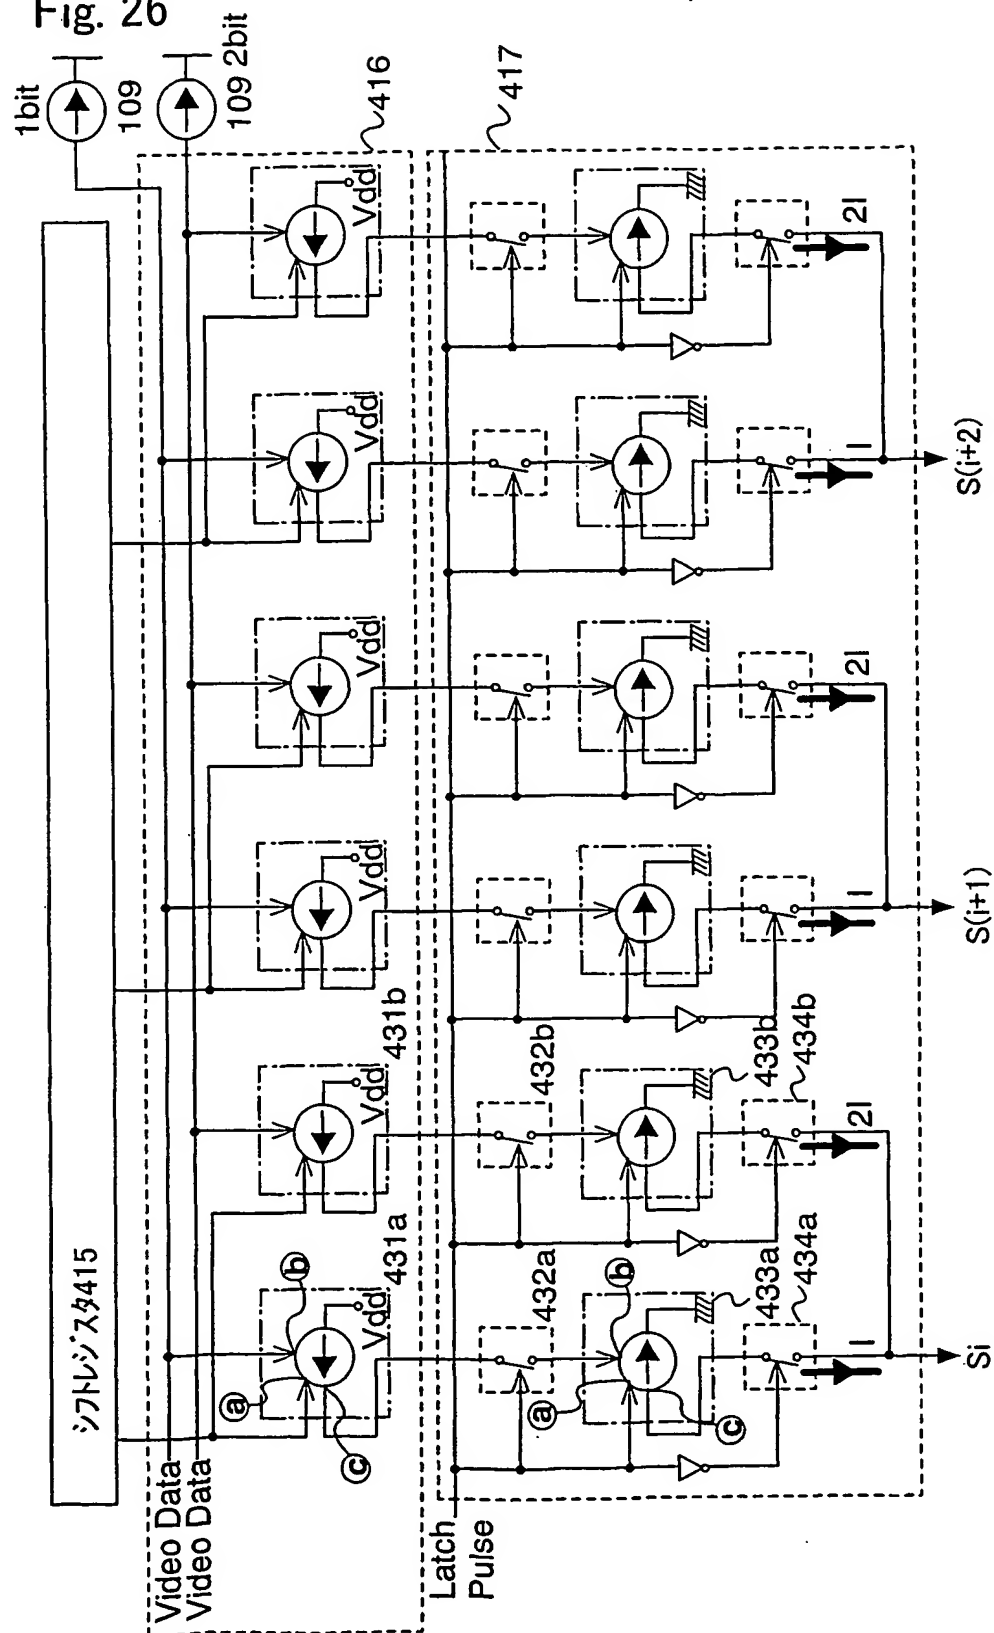 Fig. 26
1bit
109
109 2bit
416
417
シフトレジスタ415
Video Data
Video Data
Latch
Pulse
Vdd
Vdd
Vdd
Vdd
Vdd
Vdd
431a
431b
a
b
c
432a
432b
a
b
c
433a
433b
434a
434b
I
2I
I
2I
I
2I
Si
S(i+1)
S(i+2)